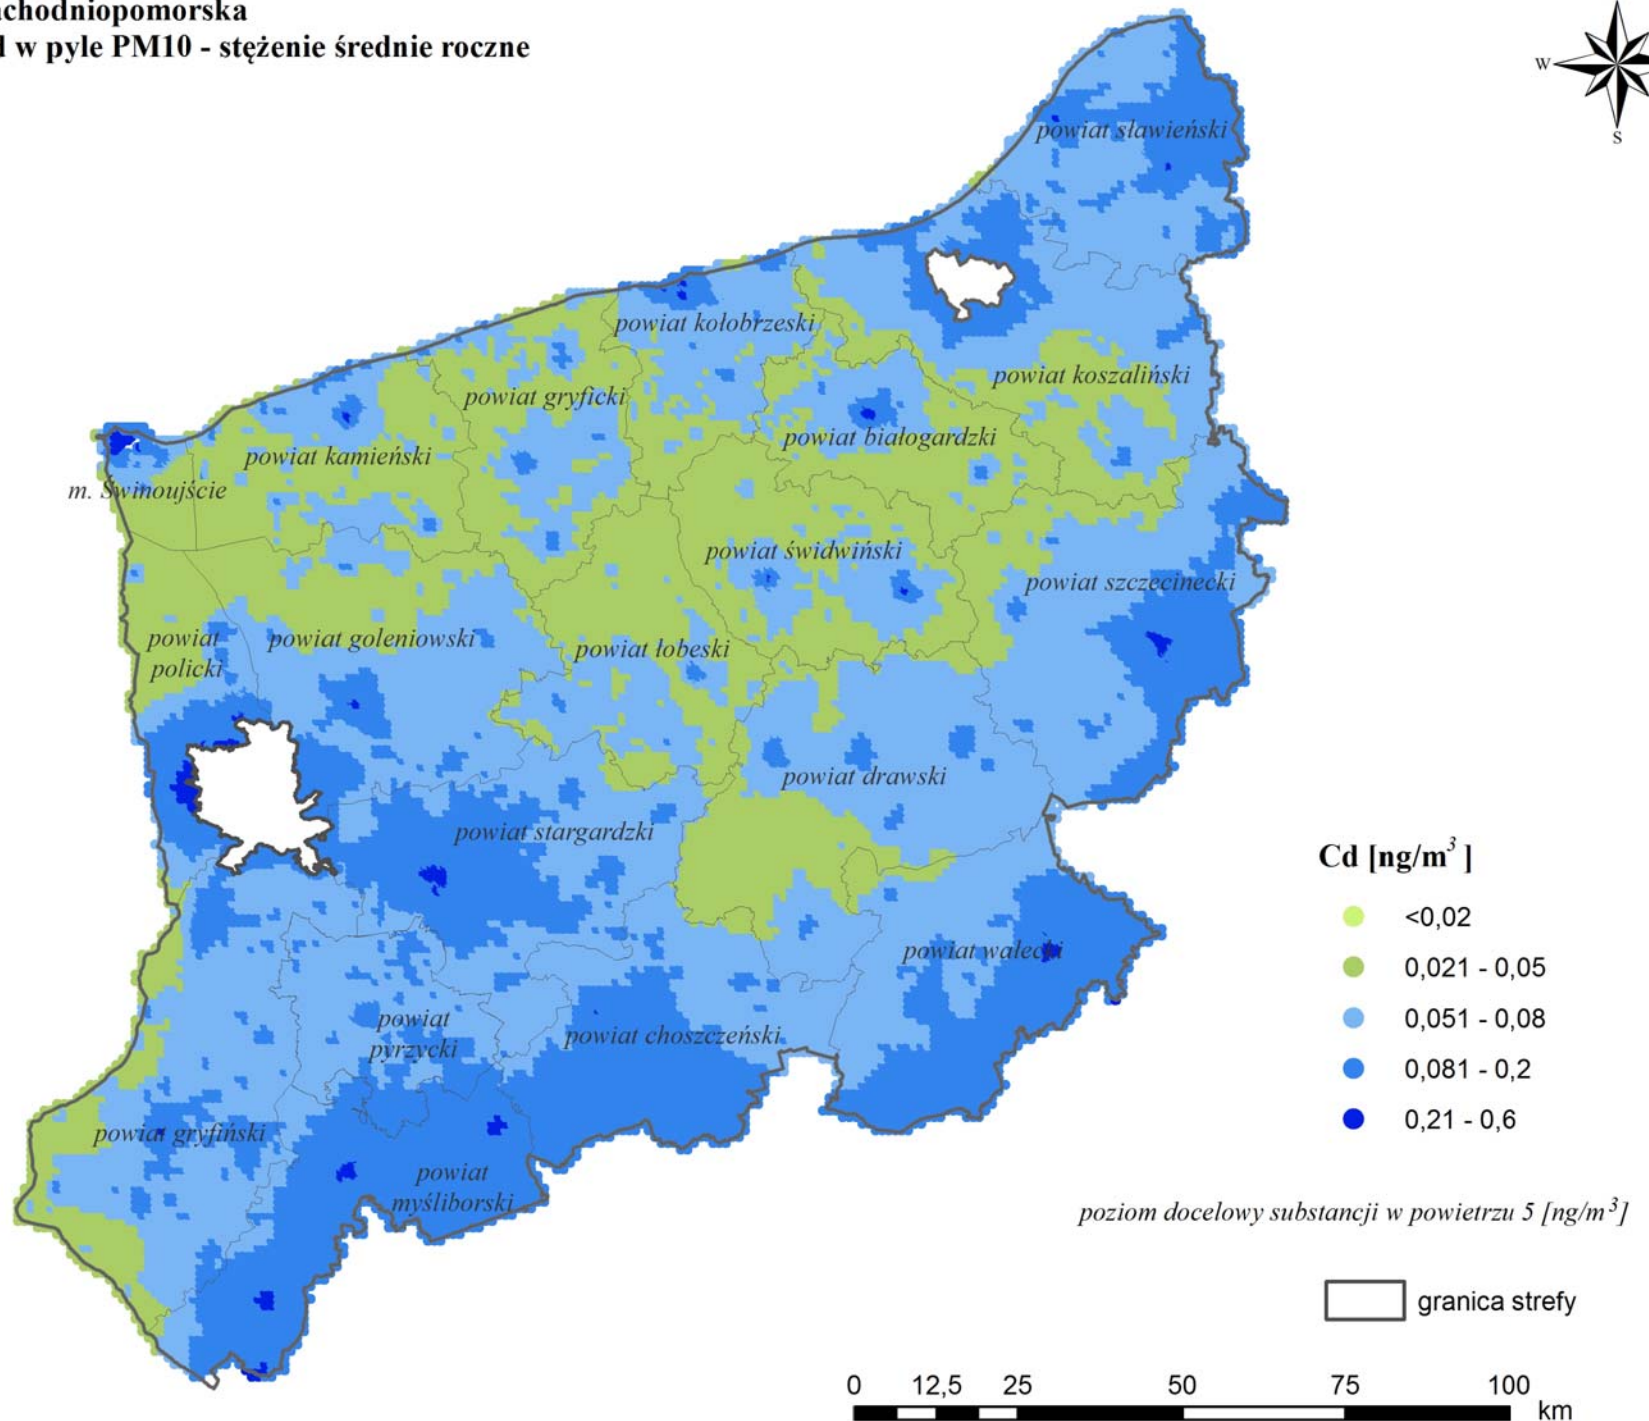 w pyle PM10 - stężenie średnie roczne
W
S
powiat sławieński
powiat kołobrzeski
powiat koszaliński
powiat gryficki
powiat białogardzki
powiat kamieński
m. Świnoujście
powiat świdwiński
powiat szczecinecki
powiat
policki
powiat goleniowski
powiat łobeski
powiat drawski
powiat stargardzki
powiat wałecki
powiat
pyrzycki
powiat choszczeński
powiat gryfiński
powiat
myśliborski
Cd [ng/m³ ]
<0,02
0,021 - 0,05
0,051 - 0,08
0,081 - 0,2
0,21 - 0,6
poziom docelowy substancji w powietrzu 5 [ng/m³]
granica strefy
0 12,5 25 50 75 100
km